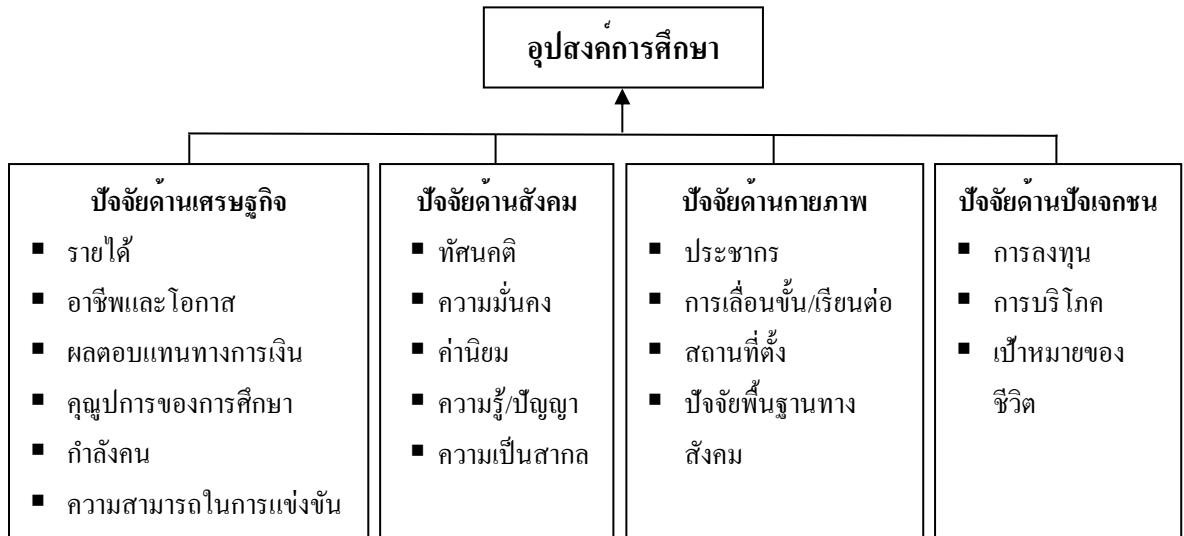 อุปสงค์การศึกษา
ปัจจัยด้านเศรษฐกิจ
▪ รายได้
▪ อาชีพและโอกาส
▪ ผลตอบแทนทางการเงิน
▪ คุณูปการของการศึกษา
▪ กำลังคน
▪ ความสามารถในการแข่งขัน
ปัจจัยด้านสังคม
▪ ทัศนคติ
▪ ความมั่นคง
▪ ค่านิยม
▪ ความรู้/ปัญญา
▪ ความเป็นสากล
ปัจจัยด้านกายภาพ
▪ ประชากร
▪ การเลื่อนขั้น/เรียนต่อ
▪ สถานที่ตั้ง
▪ ปัจจัยพื้นฐานทาง
สังคม
ปัจจัยด้านปัจเจกชน
▪ การลงทุน
▪ การบริโภค
▪ เป้าหมายของ
ชีวิต